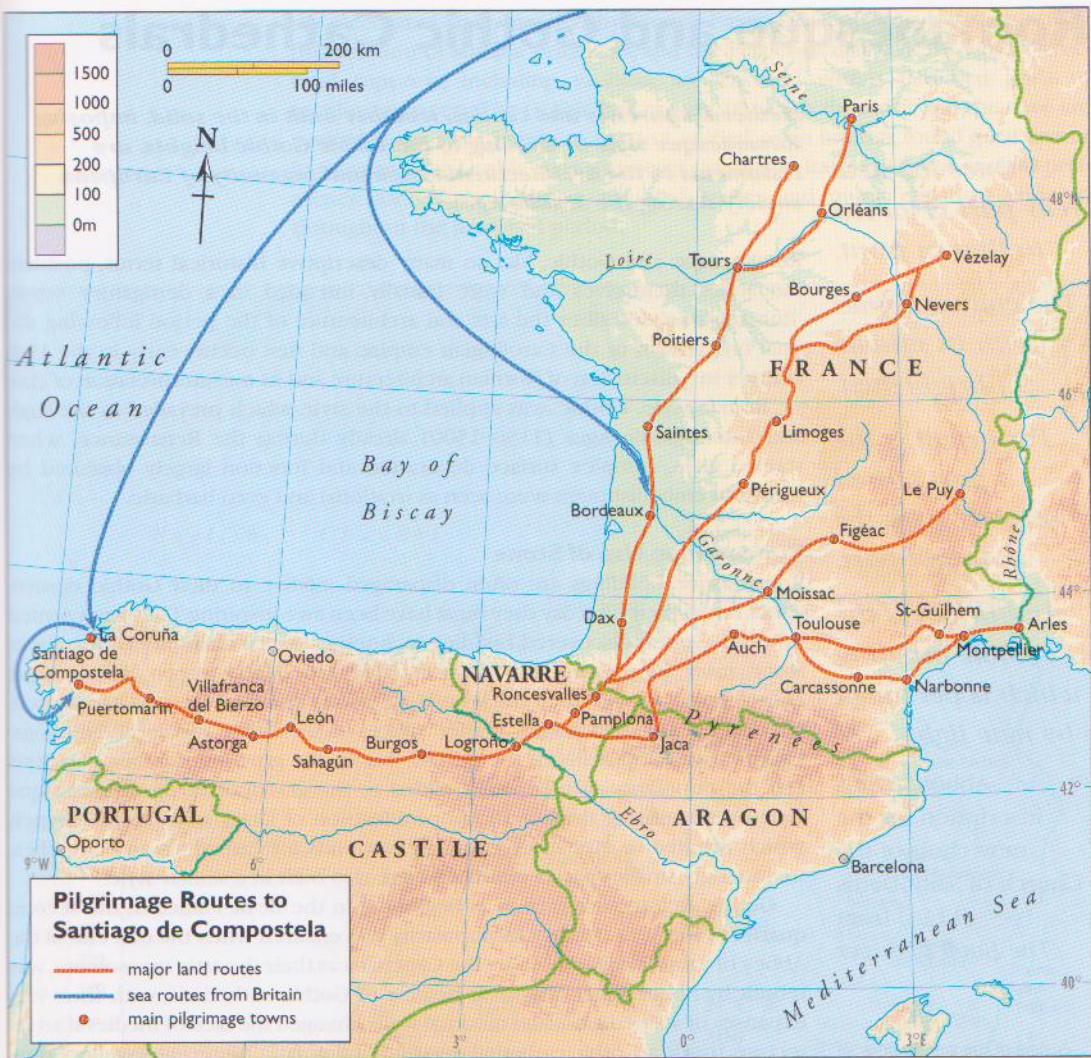 1500
1000
500
200
100
0m
0
200 km
0
100 miles
N
Seine
Paris
Chartres
Orléans
48°N
Loire
Tours
Vézelay
Bourges
Nevers
Poitiers
Atlantic
Ocean
FRANCE
46°N
Saintes
Limoges
Bay of
Biscay
Périgueux
Le Puy
Bordeaux
Figéac
Garonne
Rhône
Moissac
44°N
St-Guilhem
Dax
Toulouse
Arles
Auch
Montpellier
La Coruña
Santiago de
Compostela
Oviedo
NAVARRE
Roncesvalles
Carcassonne
Narbonne
Puertomarín
Villafranca
del Bierzo
León
Estella
Pamplona
Pyrenees
Astorga
Burgos
Logroño
Jaca
Sahagún
42°
PORTUGAL
Ebro
ARAGON
Oporto
CASTILE
9°W
6°
Barcelona
Pilgrimage Routes to
Santiago de Compostela
major land routes
sea routes from Britain
main pilgrimage towns
Mediterranean Sea
40°
3°
0°
3°E